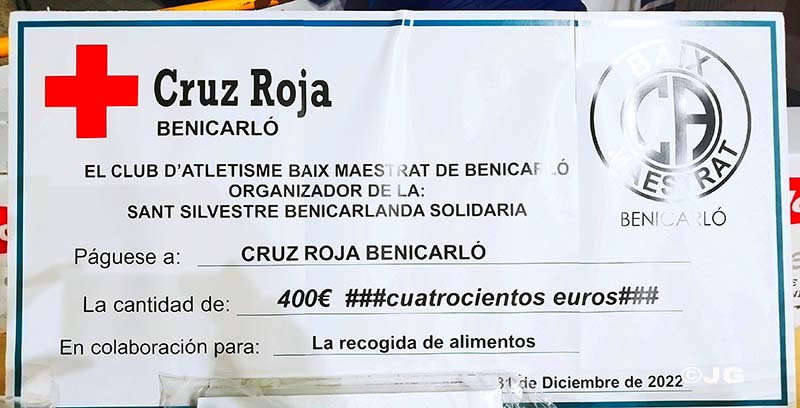 Cruz Roja
BENICARLÓ
BAIX
CA
MAESTRAT
BENICARLÓ
EL CLUB D'ATLETISME BAIX MAESTRAT DE BENICARLÓ
ORGANIZADOR DE LA:
SANT SILVESTRE BENICARLANDA SOLIDARIA
Páguese a: CRUZ ROJA BENICARLÓ
La cantidad de: 400€ ###cuatrocientos euros###
En colaboración para: La recogida de alimentos
31 de Diciembre de 2022
©JG